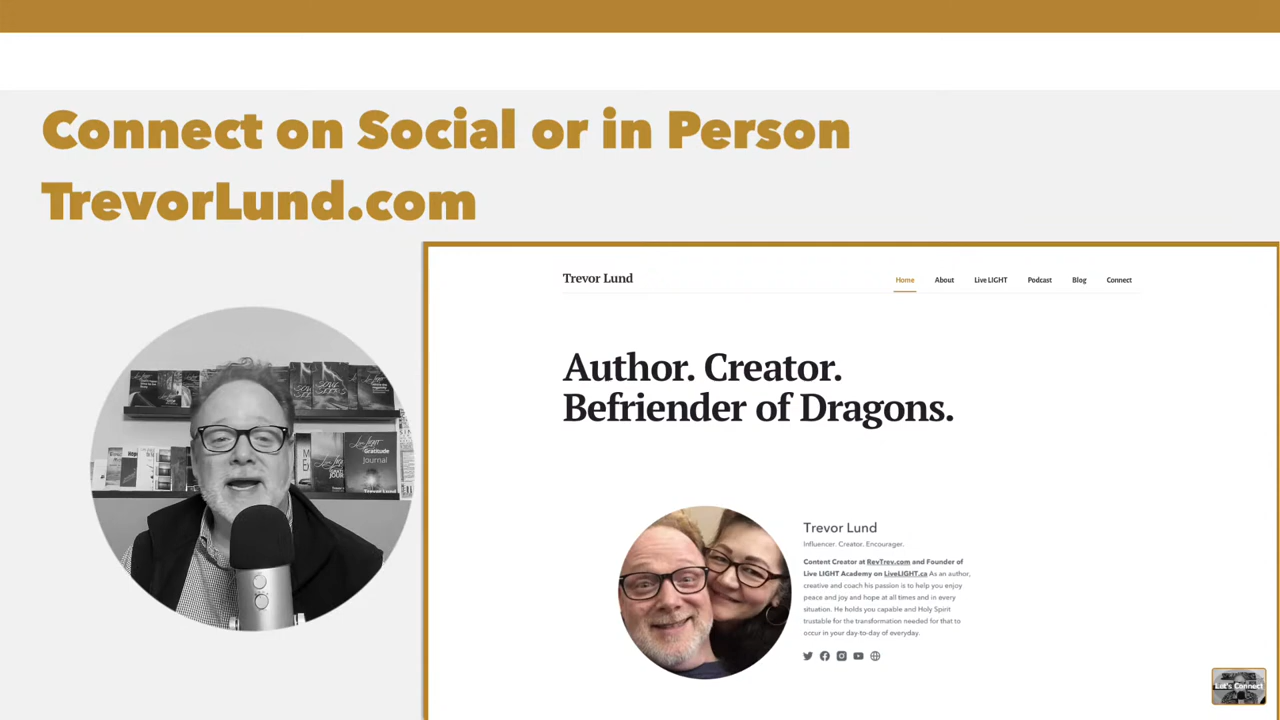 Connect on Social or in Person
TrevorLund.com
Trevor Lund
Home About Live LIGHT Podcast Blog Connect
Author. Creator.
Befriender of Dragons.
Trevor Lund
Influencer. Creator. Encourager.
Content Creator at RevTrev.com and Founder of
Live LIGHT Academy on LiveLIGHT.ca As an author,
creative and coach his passion is to help you enjoy
peace and joy and hope at all times and in every
situation. He holds you capable and Holy Spirit
trustable for the transformation needed for that to
occur in your day-to-day of everyday.
Gratitude
Journal
Trevor Lund
Let's Connect